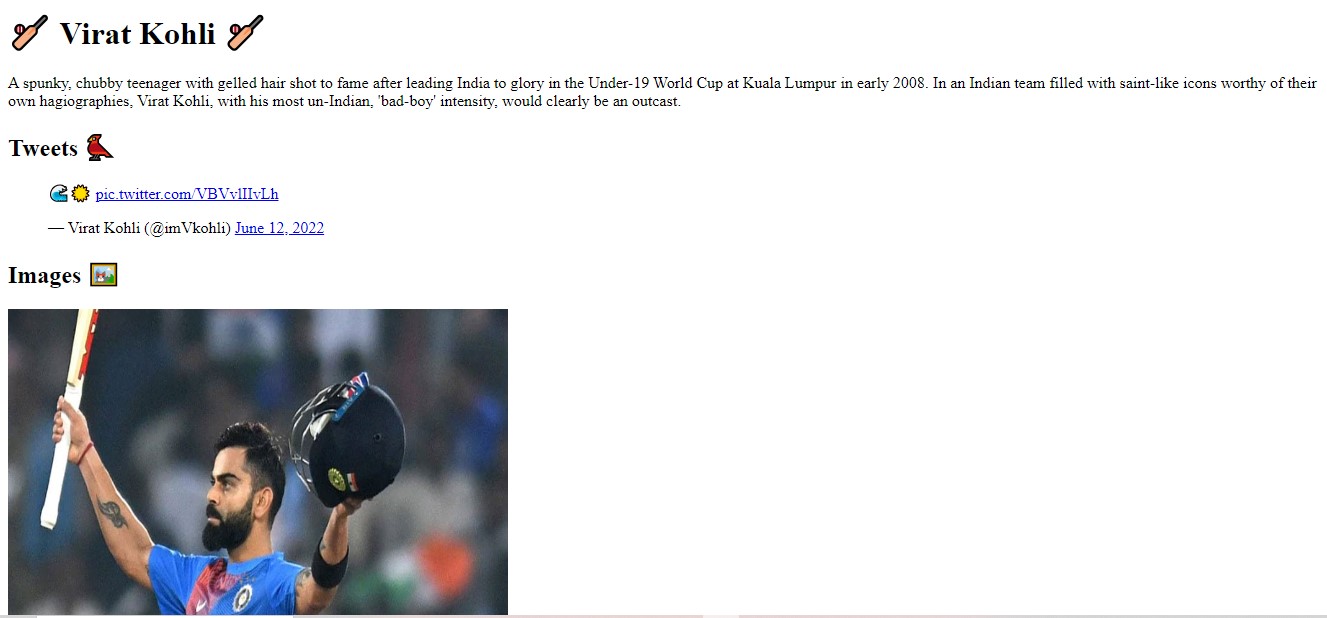 🏏 Virat Kohli 🏏
A spunky, chubby teenager with gelled hair shot to fame after leading India to glory in the Under-19 World Cup at Kuala Lumpur in early 2008. In an Indian team filled with saint-like icons worthy of their
own hagiographies, Virat Kohli, with his most un-Indian, 'bad-boy' intensity, would clearly be an outcast.
Tweets 🐦
🌊☀️ pic.twitter.com/VBVvlIIvLh
— Virat Kohli (@imVkohli) June 12, 2022
Images 🖼️